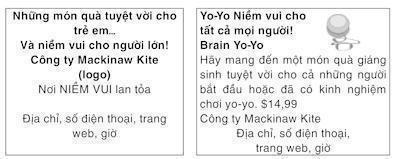 Những món quà tuyệt vời cho
trẻ em...
Và niềm vui cho người lớn!
Công ty Mackinaw Kite
(logo)
Nơi NIỀM VUI lan tỏa
Địa chỉ, số điện thoại, trang
web, giờ
Yo-Yo Niềm vui cho
tất cả mọi người!
Brain Yo-Yo
Hãy mang đến một món quà giáng
sinh tuyệt vời cho cả những người
bắt đầu hoặc đã có kinh nghiệm
chơi yo-yo. $14,99
Công ty Mackinaw Kite
Địa chỉ, số điện thoại,
trang web, giờ